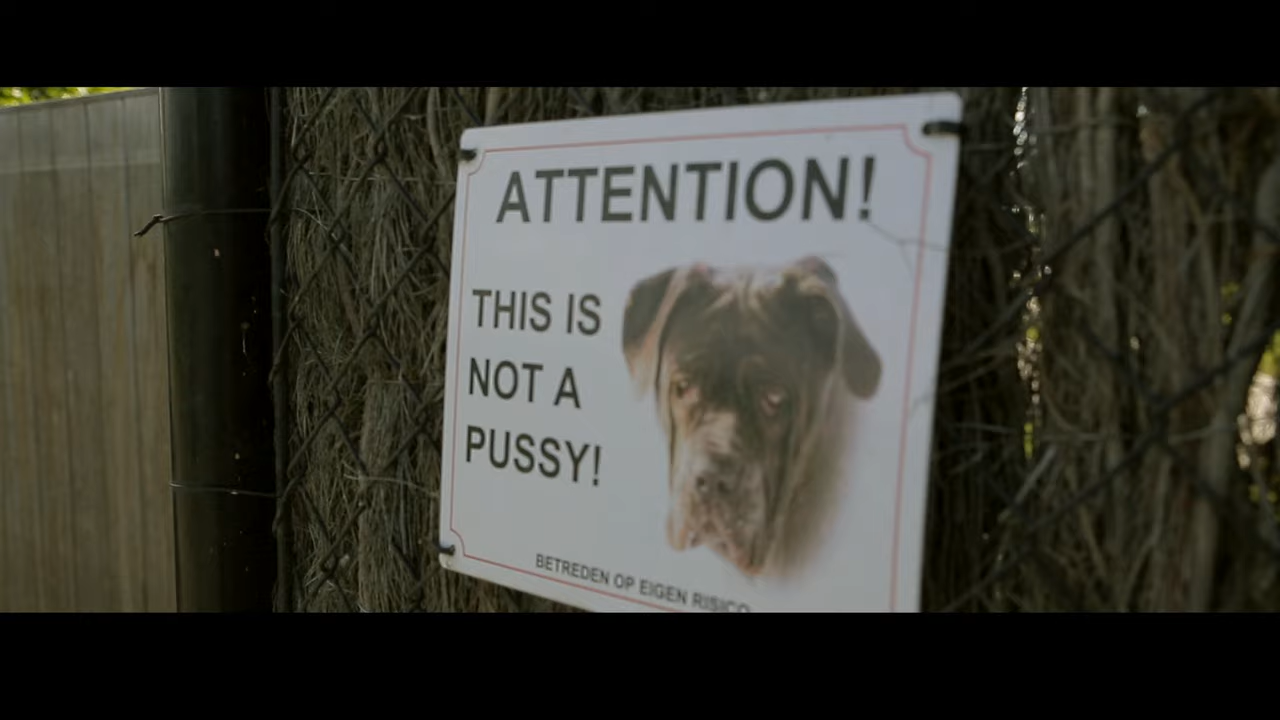 ATTENTION!
THIS IS
NOT A
PUSSY!
BETREDEN OP EIGEN RISICO